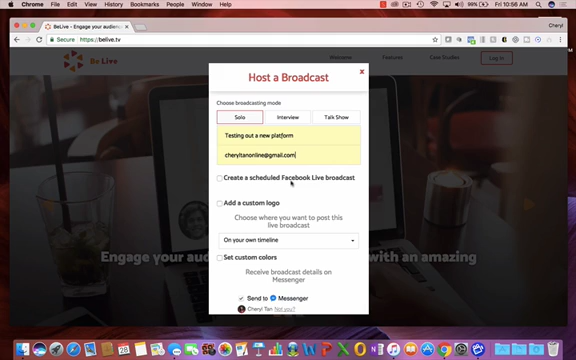 Chrome File Edit View History Bookmarks People Window Help
99% Fri 10:56 AM
BeLive - Engage your audienc
Cheryl
Secure https://belive.tv
Be Live
Welcome Features Case Studies Log In
Host a Broadcast
x
Choose broadcasting mode
Solo Interview Talk Show
Testing out a new platform
cheryltanonline@gmail.com
Create a scheduled Facebook Live broadcast
Add a custom logo
Choose where you want to post this
live broadcast
On your own timeline
Engage your aud with an amazing
Set custom colors
Receive broadcast details on
Messenger
Send to Messenger
Cheryl Tan Not you?